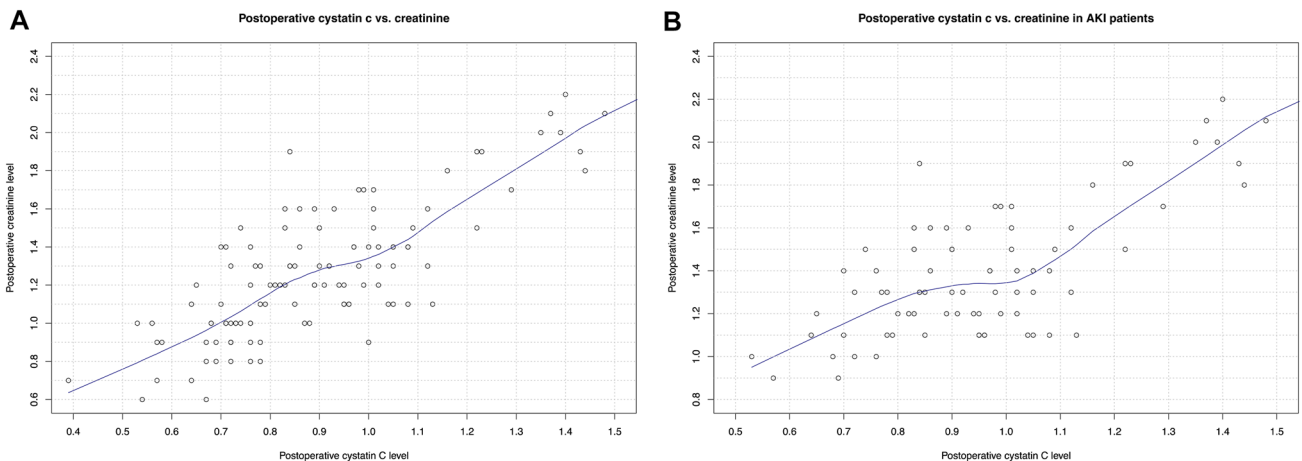 A
Postoperative cystatin c vs. creatinine
Postoperative creatinine level
2.4
2.2
2.0
1.8
1.6
1.4
1.2
1.0
0.8
0.6
0.4 0.5 0.6 0.7 0.8 0.9 1.0 1.1 1.2 1.3 1.4 1.5
Postoperative cystatin C level
B
Postoperative cystatin c vs. creatinine in AKI patients
Postoperative creatinine level
2.4
2.2
2.0
1.8
1.6
1.4
1.2
1.0
0.8
0.5 0.6 0.7 0.8 0.9 1.0 1.1 1.2 1.3 1.4 1.5
Postoperative cystatin C level